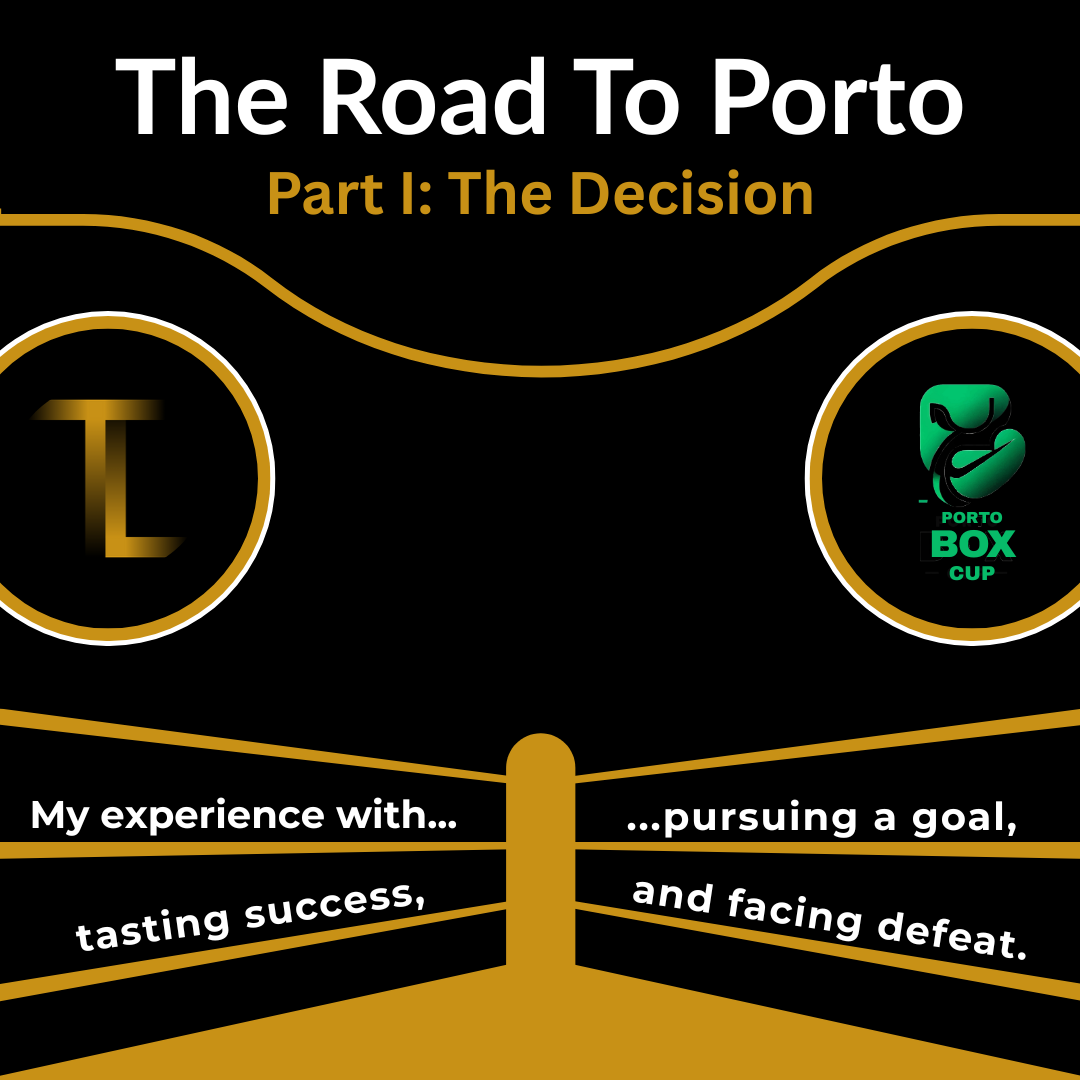 The Road To Porto
Part I: The Decision
TL
PORTO
BOX
CUP
My experience with...
...pursuing a goal,
tasting success,
and facing defeat.